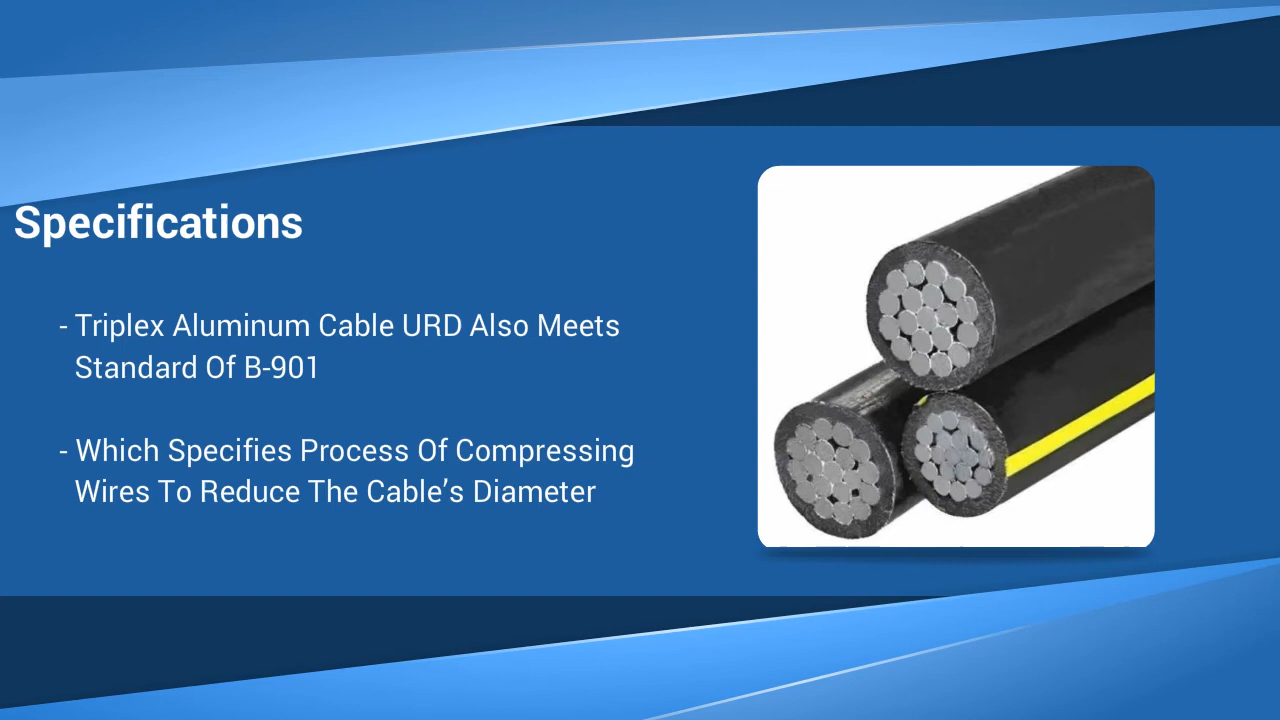 Specifications
- Triplex Aluminum Cable URD Also Meets
Standard Of B-901
- Which Specifies Process Of Compressing
Wires To Reduce The Cable’s Diameter